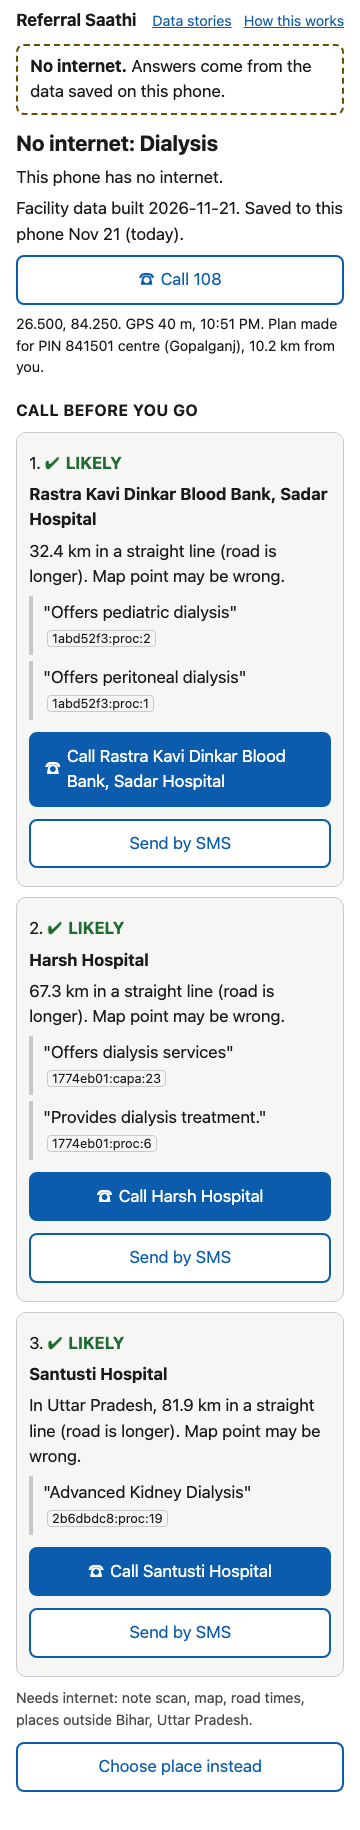 Referral Saathi Data stories How this works
No internet. Answers come from the
data saved on this phone.
No internet: Dialysis
This phone has no internet.
Facility data built 2026-11-21. Saved to this
phone Nov 21 (today).
☎ Call 108
26.500, 84.250. GPS 40 m, 10:51 PM. Plan made
for PIN 841501 centre (Gopalganj), 10.2 km from
you.
CALL BEFORE YOU GO
1. ✔ LIKELY
Rastra Kavi Dinkar Blood Bank, Sadar
Hospital
32.4 km in a straight line (road is
longer). Map point may be wrong.
"Offers pediatric dialysis"
1abd52f3:proc:2
"Offers peritoneal dialysis"
1abd52f3:proc:1
☎ Call Rastra Kavi Dinkar Blood
Bank, Sadar Hospital
Send by SMS
2. ✔ LIKELY
Harsh Hospital
67.3 km in a straight line (road is
longer). Map point may be wrong.
"Offers dialysis services"
1774eb01:capa:23
"Provides dialysis treatment."
1774eb01:proc:6
☎ Call Harsh Hospital
Send by SMS
3. ✔ LIKELY
Santusti Hospital
In Uttar Pradesh, 81.9 km in a straight
line (road is longer). Map point may be
wrong.
"Advanced Kidney Dialysis"
2b6dbdc8:proc:19
☎ Call Santusti Hospital
Send by SMS
Needs internet: note scan, map, road times,
places outside Bihar, Uttar Pradesh.
Choose place instead